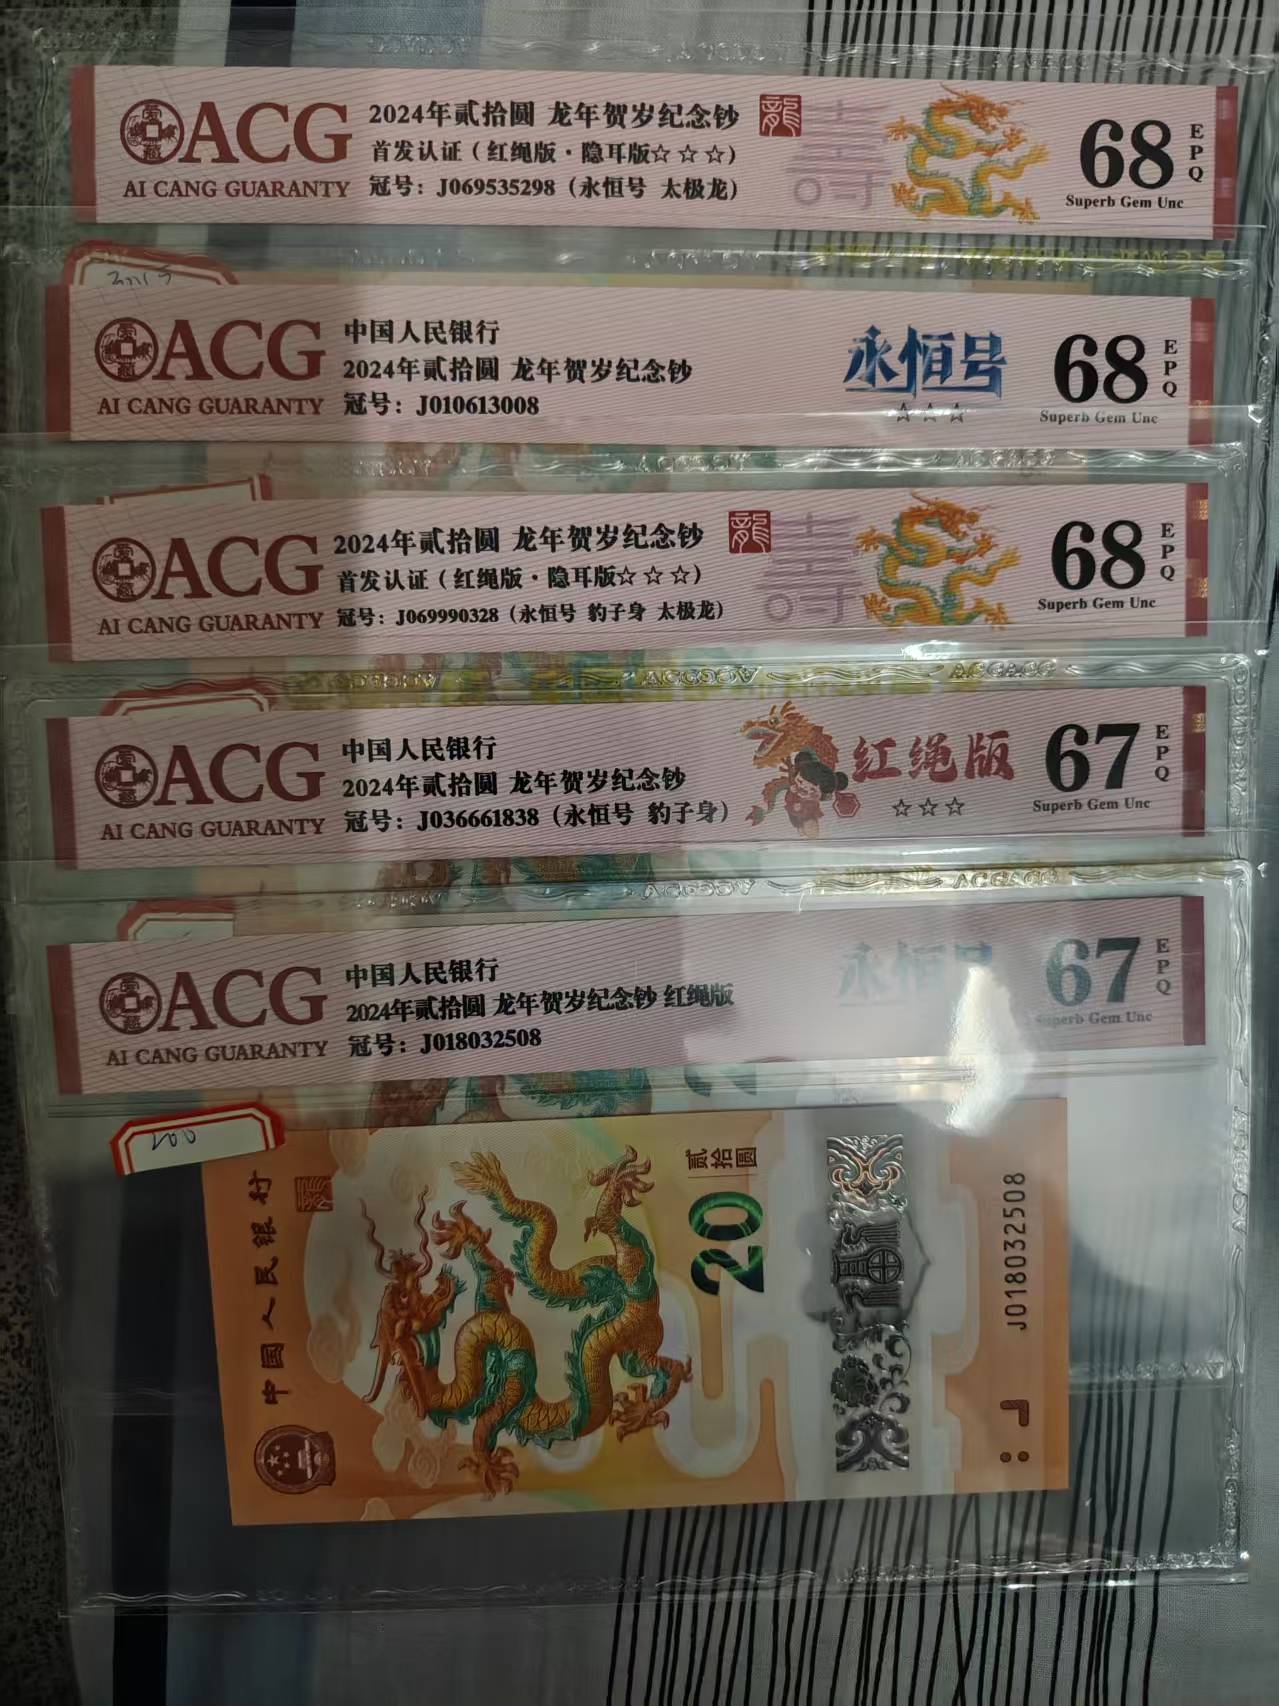 ACG
AI CANG GUARANTY
2024年贰拾圆 龙年贺岁纪念钞
首发认证（红绳版·隐耳版☆☆☆）
冠号：J069535298（永恒号 太极龙）
龍
寿
68
EPQ
Superb Gem Unc
ACG
AI CANG GUARANTY
中国人民银行
2024年贰拾圆 龙年贺岁纪念钞
冠号：J010613008
永恒号
☆☆☆
68
EPQ
Superb Gem Unc
ACG
AI CANG GUARANTY
2024年贰拾圆 龙年贺岁纪念钞
首发认证（红绳版·隐耳版☆☆☆）
冠号：J069990328（永恒号 豹子身 太极龙）
龍
寿
68
EPQ
Superb Gem Unc
ACG
AI CANG GUARANTY
中国人民银行
2024年贰拾圆 龙年贺岁纪念钞
冠号：J036661838（永恒号 豹子身）
红绳版
☆☆☆
67
EPQ
Superb Gem Unc
ACG
AI CANG GUARANTY
中国人民银行
2024年贰拾圆 龙年贺岁纪念钞 红绳版
冠号：J018032508
永恒号
67
EPQ
Superb Gem Unc
200
中国人民银行
贰拾圆
20
J018032508